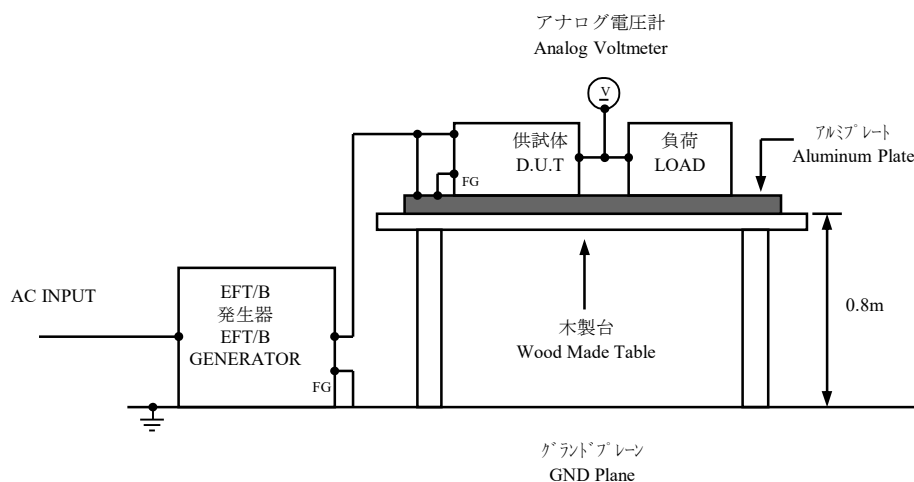 アナログ電圧計
Analog Voltmeter
V
供試体
D.U.T
FG
負荷
LOAD
ｱﾙﾐﾌﾟﾚｰﾄ
Aluminum Plate
AC INPUT
EFT/B
発生器
EFT/B
GENERATOR
FG
木製台
Wood Made Table
0.8m
ｸﾞﾗﾝﾄﾞﾌﾟﾚｰﾝ
GND Plane